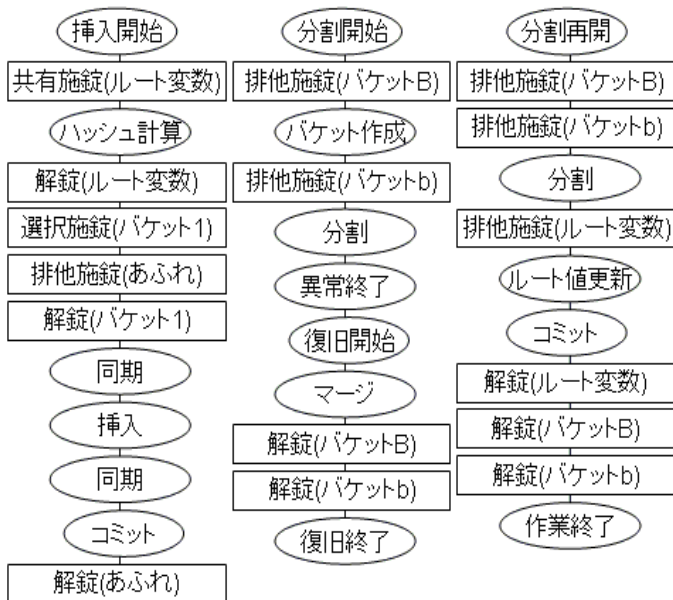 挿入開始
共有施錠(ルート変数)
ハッシュ計算
解錠(ルート変数)
選択施錠(バケット1)
排他施錠(あふれ)
解錠(バケット1)
同期
挿入
同期
コミット
解錠(あふれ)
分割開始
排他施錠(バケットB)
バケット作成
排他施錠(バケットb)
分割
異常終了
復旧開始
マージ
解錠(バケットB)
解錠(バケットb)
復旧終了
分割再開
排他施錠(バケットB)
排他施錠(バケットb)
分割
排他施錠(ルート変数)
ルート値更新
コミット
解錠(ルート変数)
解錠(バケットB)
解錠(バケットb)
作業終了